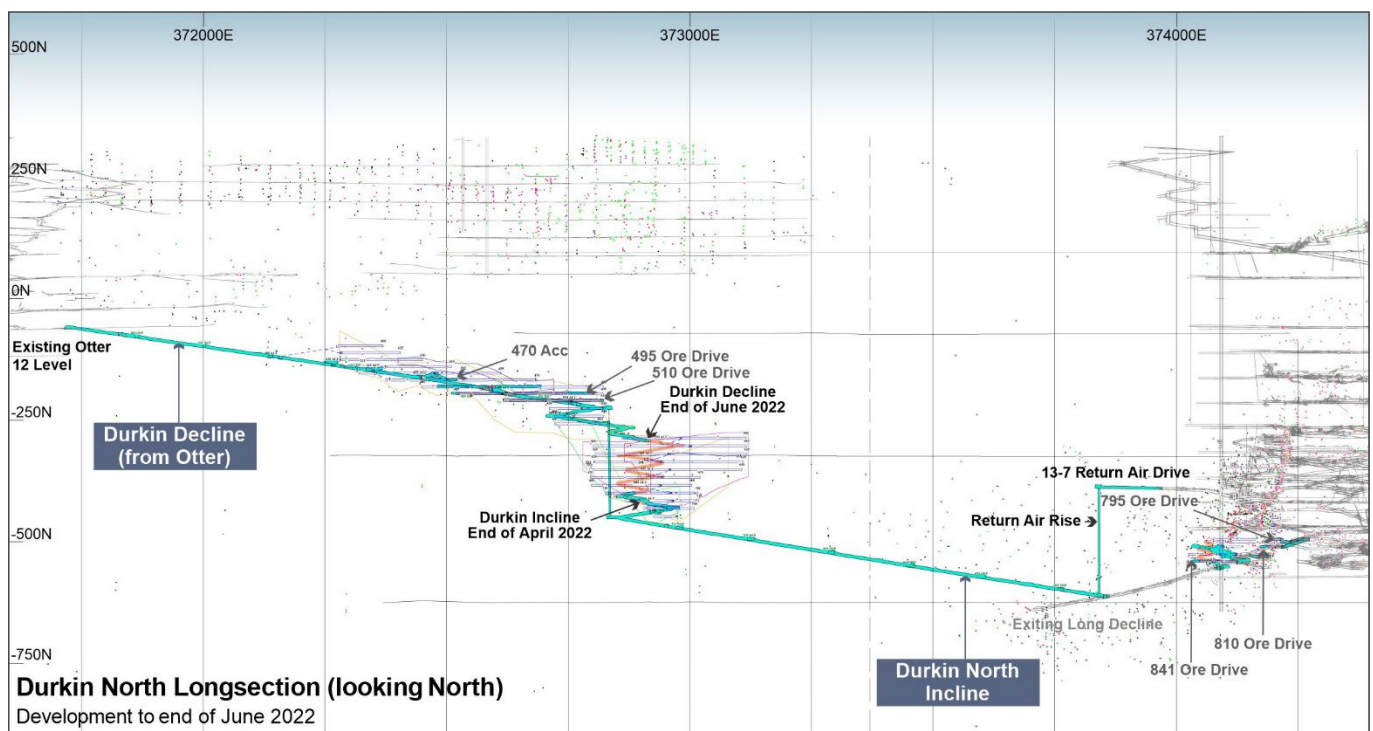 372000E
373000E
374000E
500N
250N
0N
Existing Otter
12 Level
470 Acc
495 Ore Drive
510 Ore Drive
Durkin Decline
End of June 2022
-250N
Durkin Decline
(from Otter)
13-7 Return Air Drive
795 Ore Drive
Durkin Incline
End of April 2022
Return Air Rise
-500N
Exiting Long Decline
810 Ore Drive
841 Ore Drive
-750N
Durkin North
Incline
Durkin North Longsection (looking North)
Development to end of June 2022